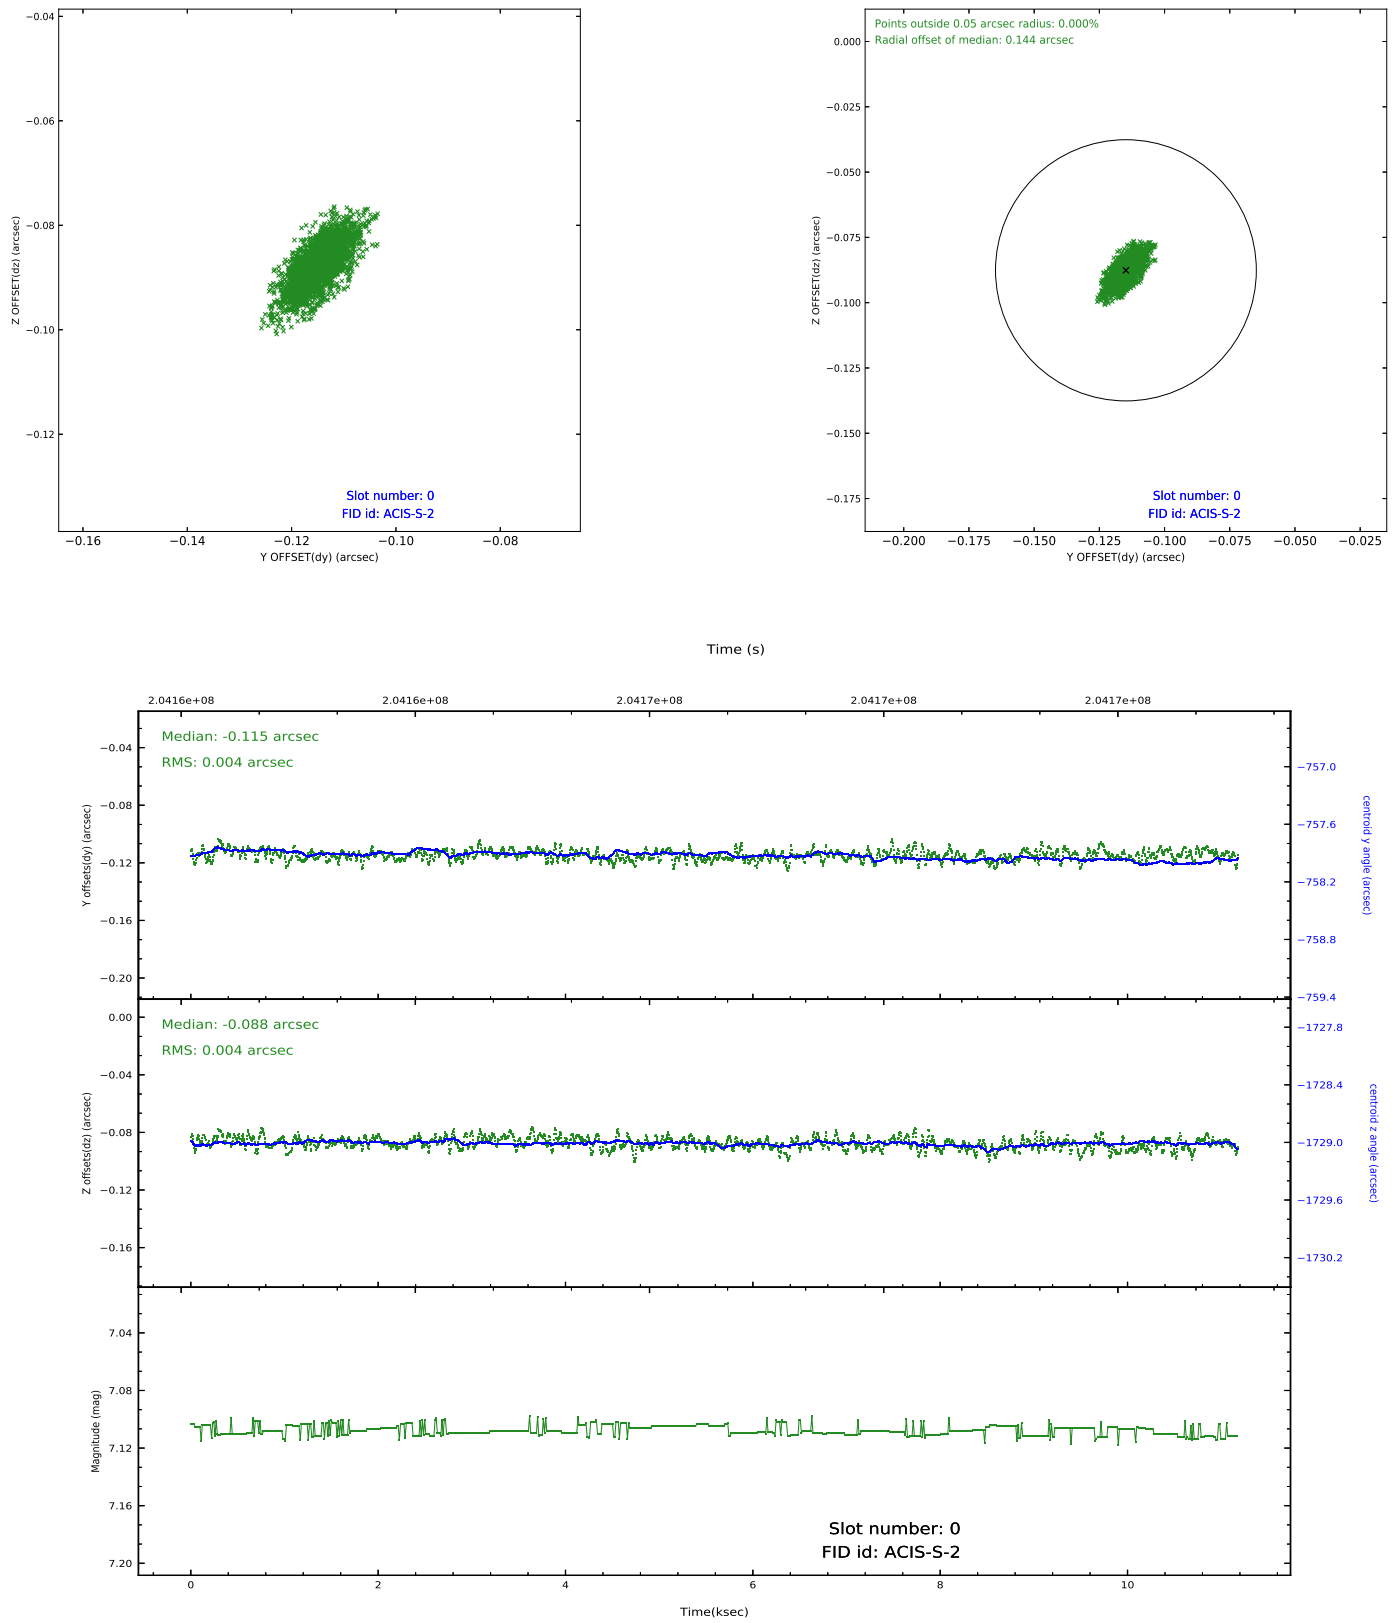 −0.04
−0.06
−0.08
−0.10
−0.12
Z OFFSET(dz) (arcsec)
−0.16
−0.14
−0.12
−0.10
−0.08
Y OFFSET(dy) (arcsec)
Slot number: 0
FID id: ACIS-S-2
Points outside 0.05 arcsec radius: 0.000%
Radial offset of median: 0.144 arcsec
0.000
−0.025
−0.050
−0.075
−0.100
−0.125
−0.150
−0.175
Z OFFSET(dz) (arcsec)
−0.200
−0.175
−0.150
−0.125
−0.100
−0.075
−0.050
−0.025
Y OFFSET(dy) (arcsec)
Slot number: 0
FID id: ACIS-S-2
Time (s)
2.0416e+08
2.0416e+08
2.0417e+08
2.0417e+08
2.0417e+08
Median: -0.115 arcsec
RMS: 0.004 arcsec
−0.04
−0.08
−0.12
−0.16
−0.20
Y offsets(dy) (arcsec)
−757.0
−757.6
−758.2
−758.8
−759.4
centroid y angle (arcsec)
Median: -0.088 arcsec
RMS: 0.004 arcsec
0.00
−0.04
−0.08
−0.12
−0.16
Z offsets(dz) (arcsec)
−1727.8
−1728.4
−1729.0
−1729.6
−1730.2
centroid z angle (arcsec)
7.04
7.08
7.12
7.16
7.20
Magnitude (mag)
Slot number: 0
FID id: ACIS-S-2
0
2
4
6
8
10
Time(ksec)